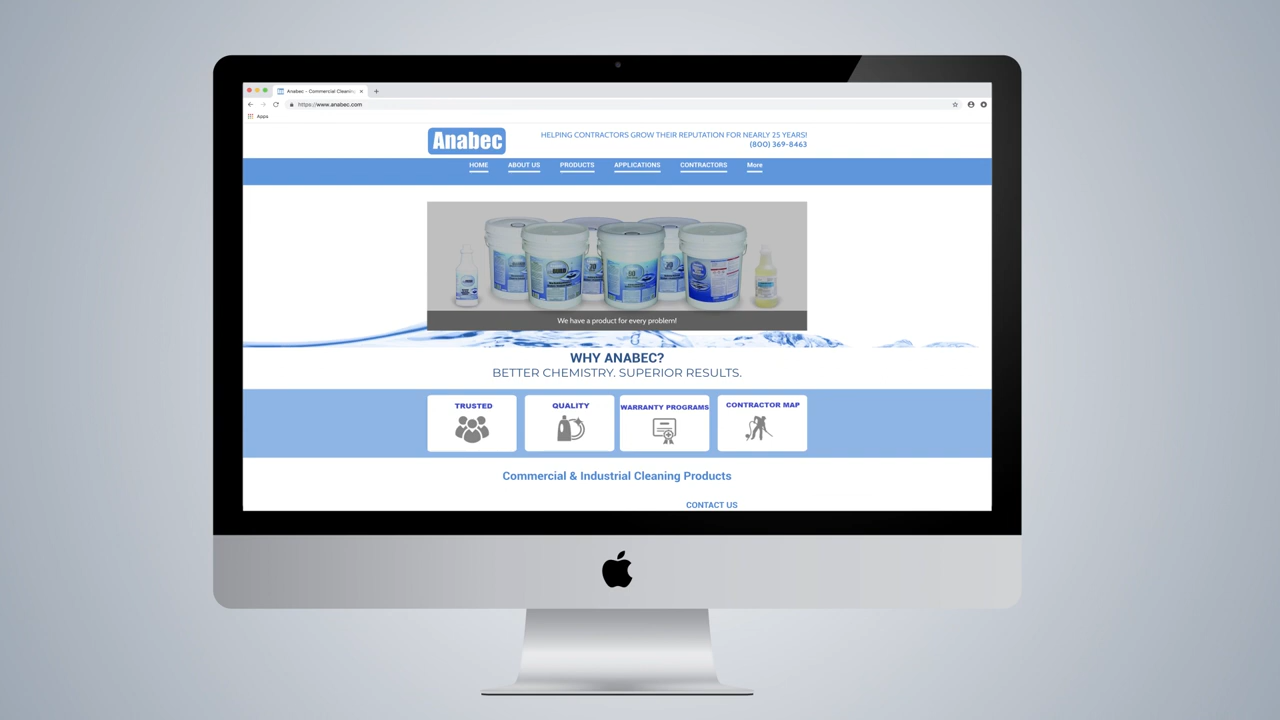 Anabec - Commercial Cleanin
https://www.anabec.com
Apps
Anabec
HELPING CONTRACTORS GROW THEIR REPUTATION FOR NEARLY 25 YEARS!
(800) 369-8463
HOME ABOUT US PRODUCTS APPLICATIONS CONTRACTORS More
We have a product for every problem!
WHY ANABEC?
BETTER CHEMISTRY. SUPERIOR RESULTS.
TRUSTED QUALITY WARRANTY PROGRAMS CONTRACTOR MAP
Commercial & Industrial Cleaning Products
CONTACT US